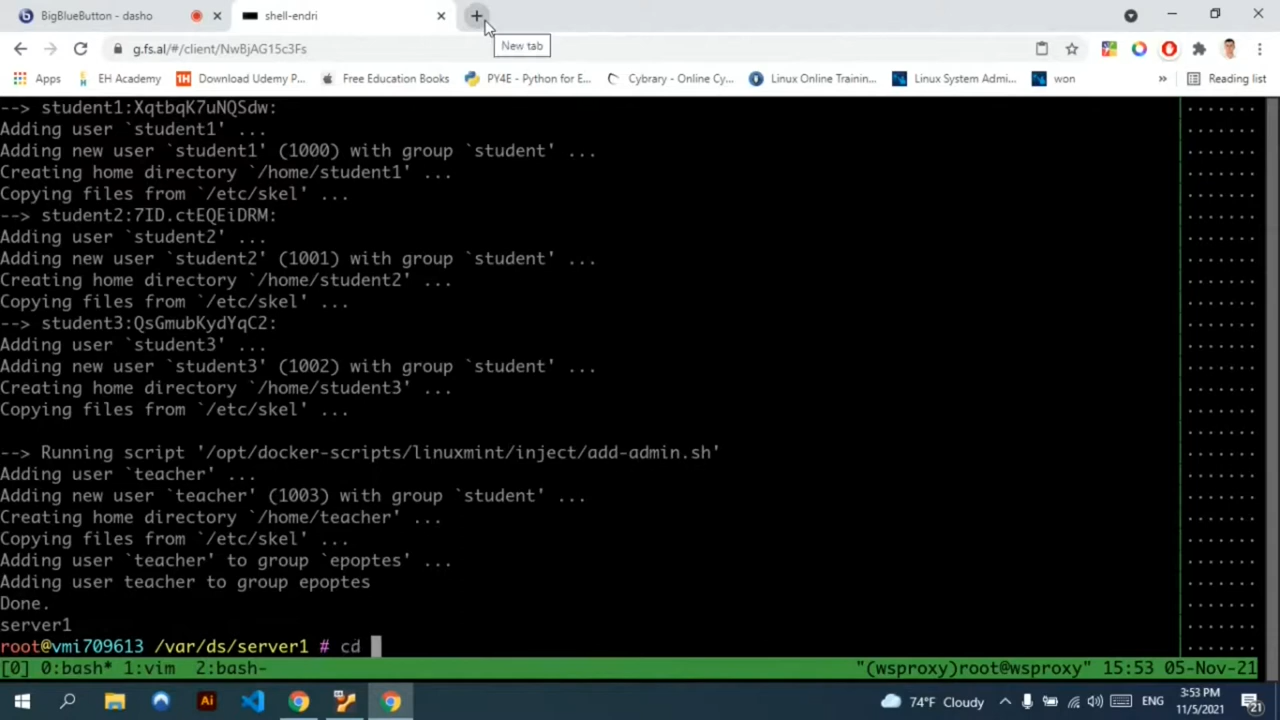 BigBlueButton - dasho
shell-endri
New tab
g.fs.al/#/client/NwBjAG15c3Fs
Apps
EH Academy
Download Udemy P...
Free Education Books
PY4E - Python for E...
Cybrary - Online Cy...
Linux Online Trainin...
Linux System Admi...
won
»
Reading list
--> student1:XqtbqK7uNQSdw:
Adding user `student1' ...
Adding new user `student1' (1000) with group `student' ...
Creating home directory `/home/student1' ...
Copying files from `/etc/skel' ...
--> student2:7ID.ctEQEiDRM:
Adding user `student2' ...
Adding new user `student2' (1001) with group `student' ...
Creating home directory `/home/student2' ...
Copying files from `/etc/skel' ...
--> student3:QsGmubKydYqC2:
Adding user `student3' ...
Adding new user `student3' (1002) with group `student' ...
Creating home directory `/home/student3' ...
Copying files from `/etc/skel' ...
--> Running script '/opt/docker-scripts/linuxmint/inject/add-admin.sh'
Adding user `teacher' ...
Adding new user `teacher' (1003) with group `student' ...
Creating home directory `/home/teacher' ...
Copying files from `/etc/skel' ...
Adding user `teacher' to group `epoptes' ...
Adding user teacher to group epoptes
Done.
server1
root@vmi709613 /var/ds/server1 # cd
[0] 0:bash* 1:vim  2:bash- "(wsproxy)root@wsproxy" 15:53 05-Nov-21
Ai
74°F Cloudy
ENG
3:53 PM
11/5/2021
21